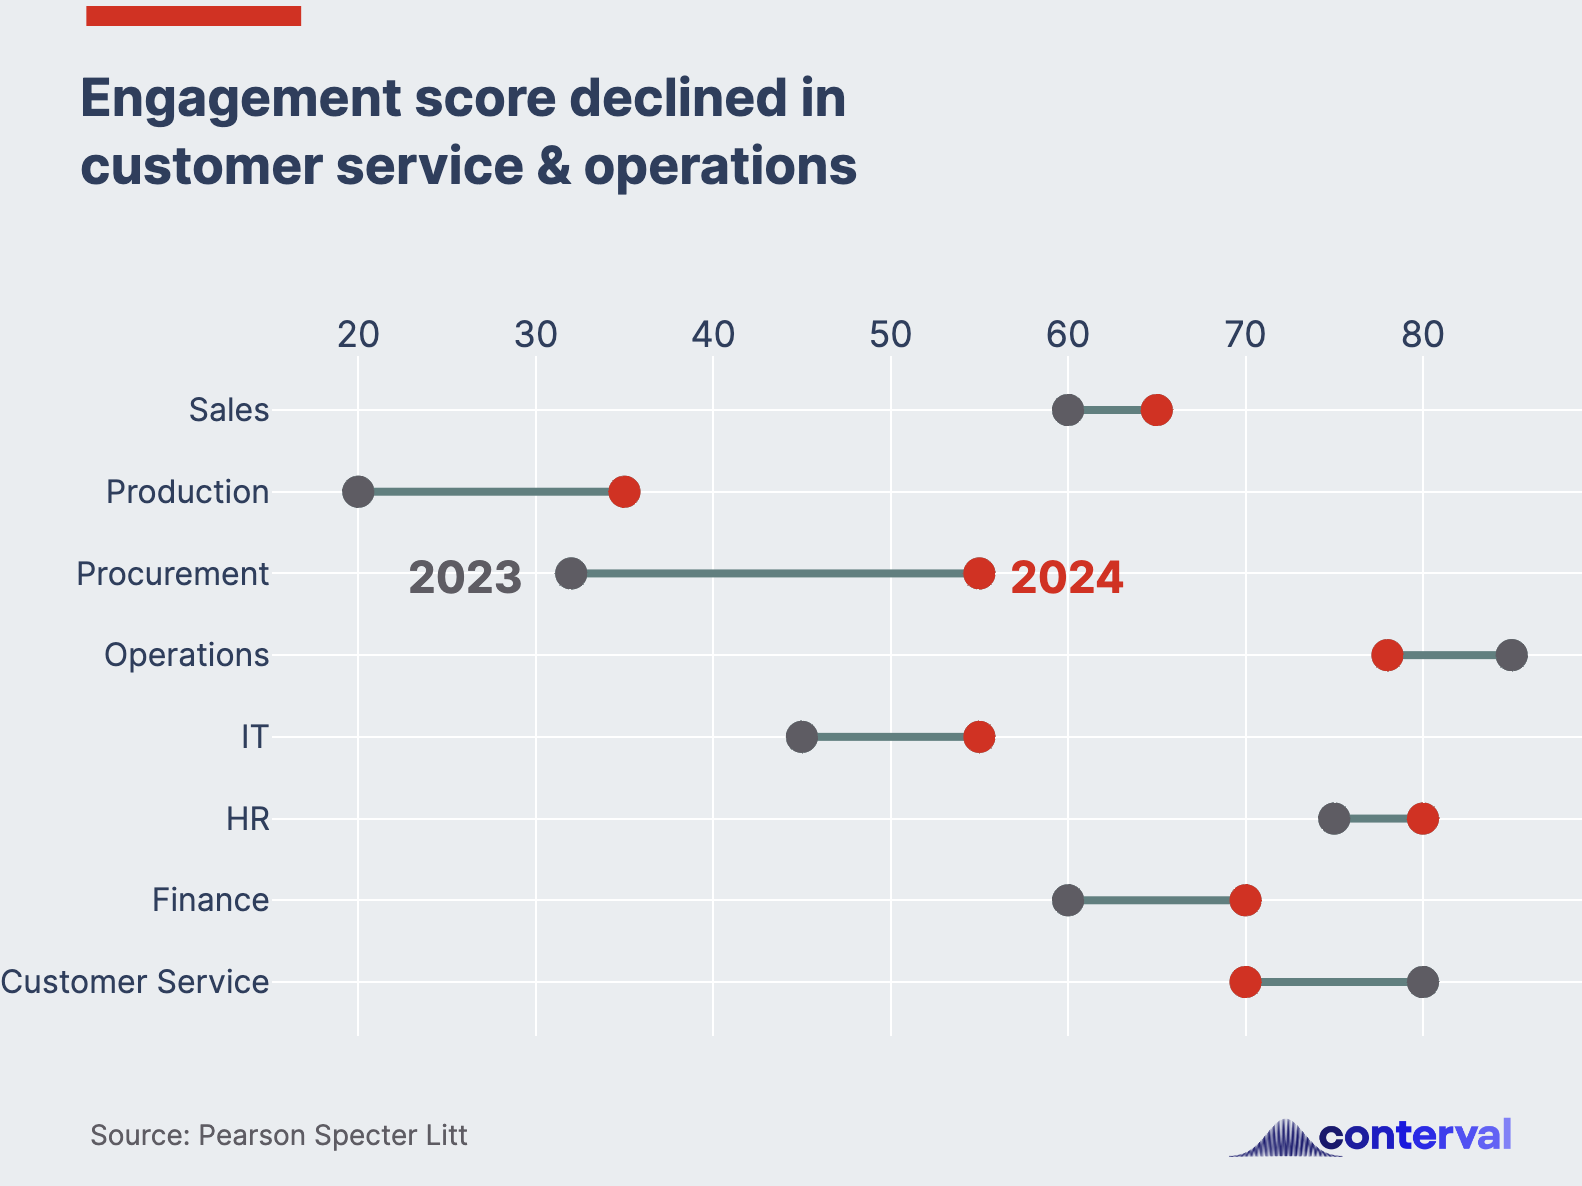 Engagement score declined in
customer service & operations
20 30 40 50 60 70 80
Sales
Production
Procurement 2023 2024
Operations
IT
HR
Finance
Customer Service
Source: Pearson Specter Litt
conterval